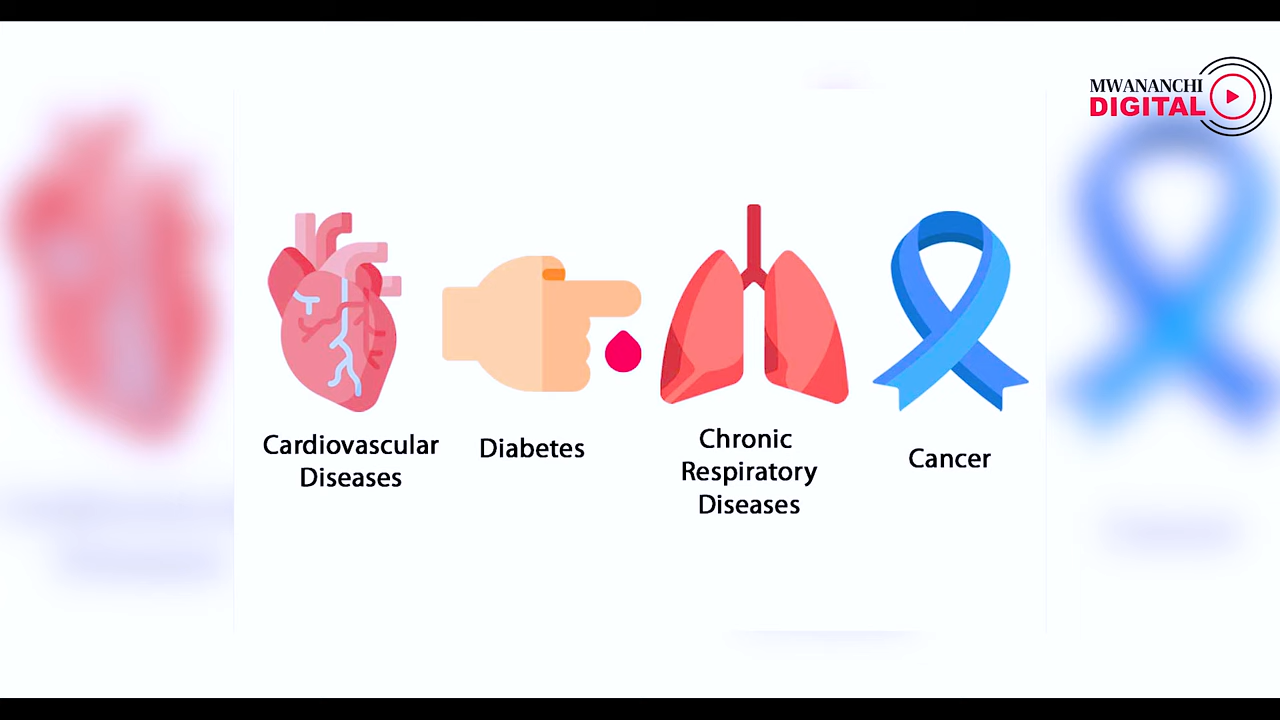 MWANANCHI
DIGITAL
Cardiovascular
Diseases
Diabetes
Chronic
Respiratory
Diseases
Cancer